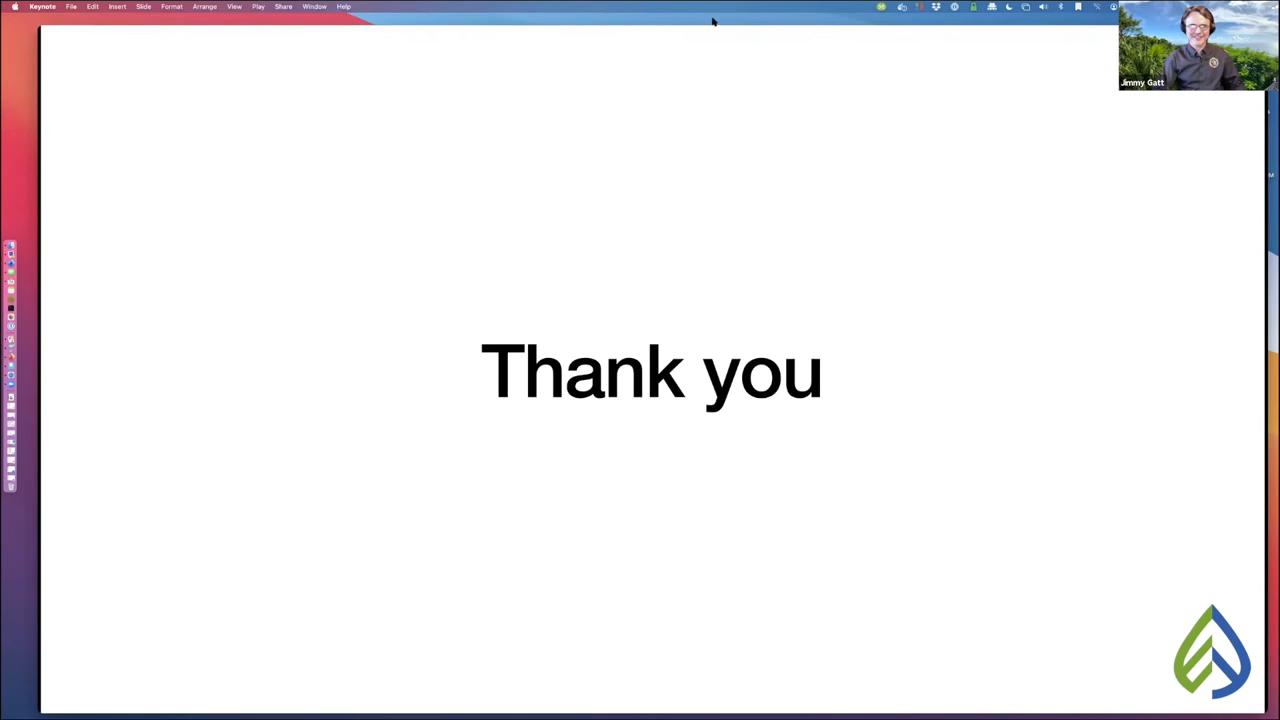 Keynote File Edit Insert Slide Format Arrange View Play Share Window Help
Jimmy Gatt
Thank you